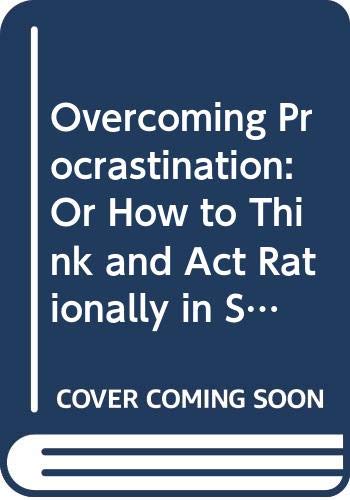 Overcoming Pr
ocrastination:
Or How to Thi
nk and Act Rat
ionally in S...
COVER COMING SOON